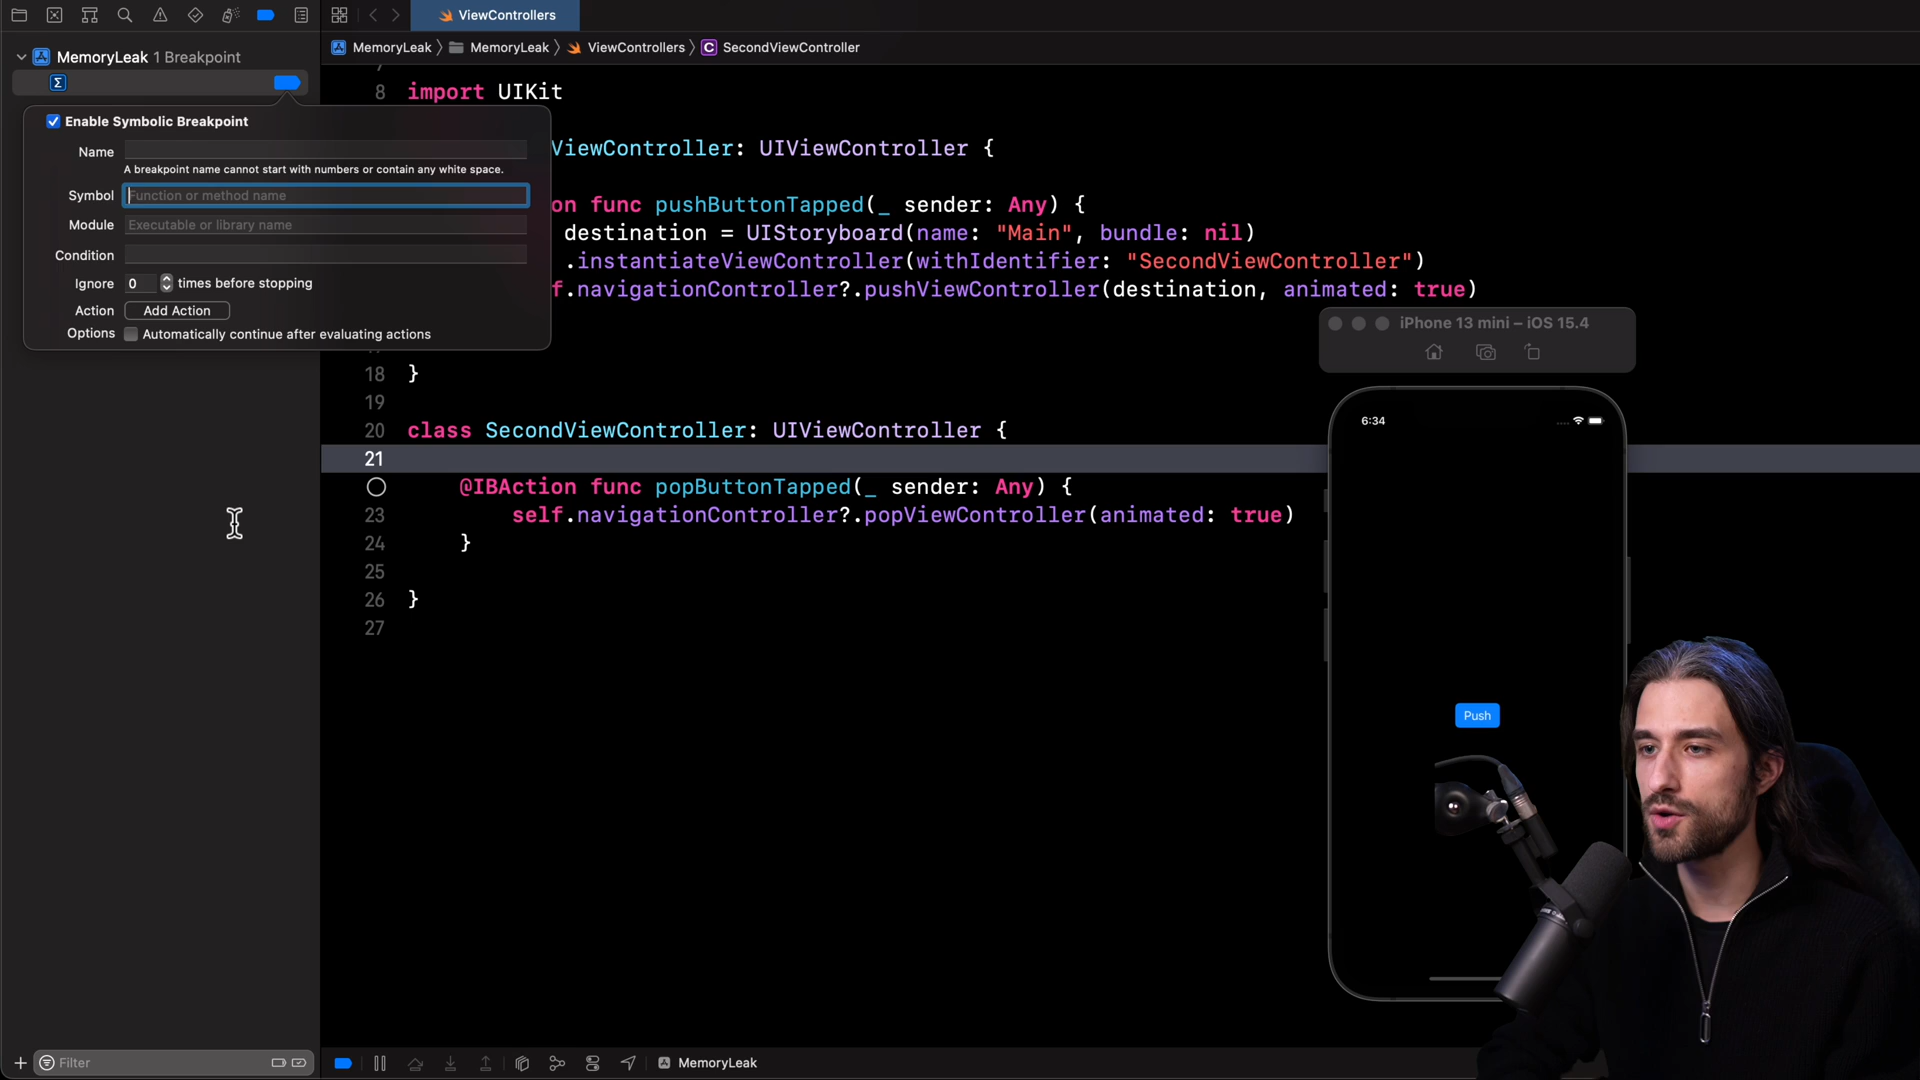 ViewControllers
MemoryLeak 1 Breakpoint
MemoryLeak 〉 MemoryLeak 〉 ViewControllers 〉 C SecondViewController
Σ
7
8 import UIKit
Enable Symbolic Breakpoint
Name
A breakpoint name cannot start with numbers or contain any white space.
Symbol Function or method name
Module Executable or library name
Condition
Ignore 0 times before stopping
Action Add Action
Options Automatically continue after evaluating actions
ViewController: UIViewController {
on func pushButtonTapped(_ sender: Any) {
destination = UIStoryboard(name: "Main", bundle: nil)
.instantiateViewController(withIdentifier: "SecondViewController")
f.navigationController?.pushViewController(destination, animated: true)
18 }
19
20 class SecondViewController: UIViewController {
21
@IBAction func popButtonTapped(_ sender: Any) {
23 self.navigationController?.popViewController(animated: true)
24 }
25
26 }
27
iPhone 13 mini – iOS 15.4
6:34
Push
Filter
MemoryLeak